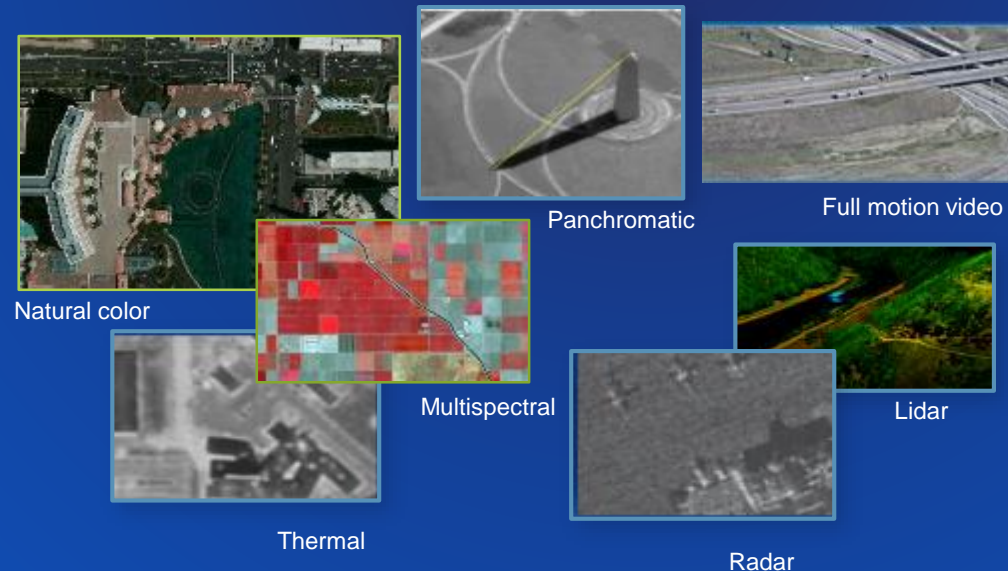 Panchromatic
Full motion video
Natural color
Multispectral
Lidar
Thermal
Radar